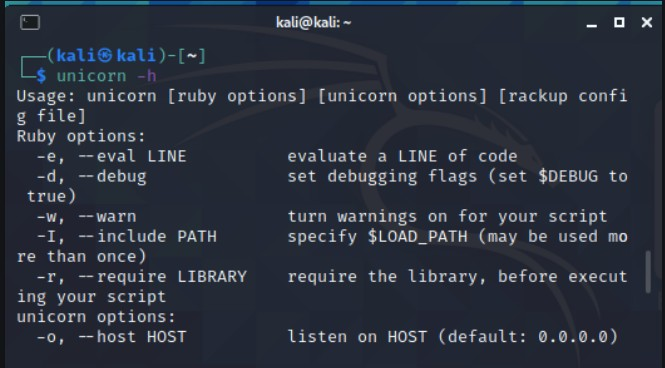 kali@kali: ~
(kali㉿kali)-[~]
$ unicorn -h
Usage: unicorn [ruby options] [unicorn options] [rackup confi
g file]
Ruby options:
  -e, --eval LINE          evaluate a LINE of code
  -d, --debug              set debugging flags (set $DEBUG to
 true)
  -w, --warn               turn warnings on for your script
  -I, --include PATH       specify $LOAD_PATH (may be used mo
re than once)
  -r, --require LIBRARY    require the library, before execut
ing your script
unicorn options:
  -o, --host HOST          listen on HOST (default: 0.0.0.0)